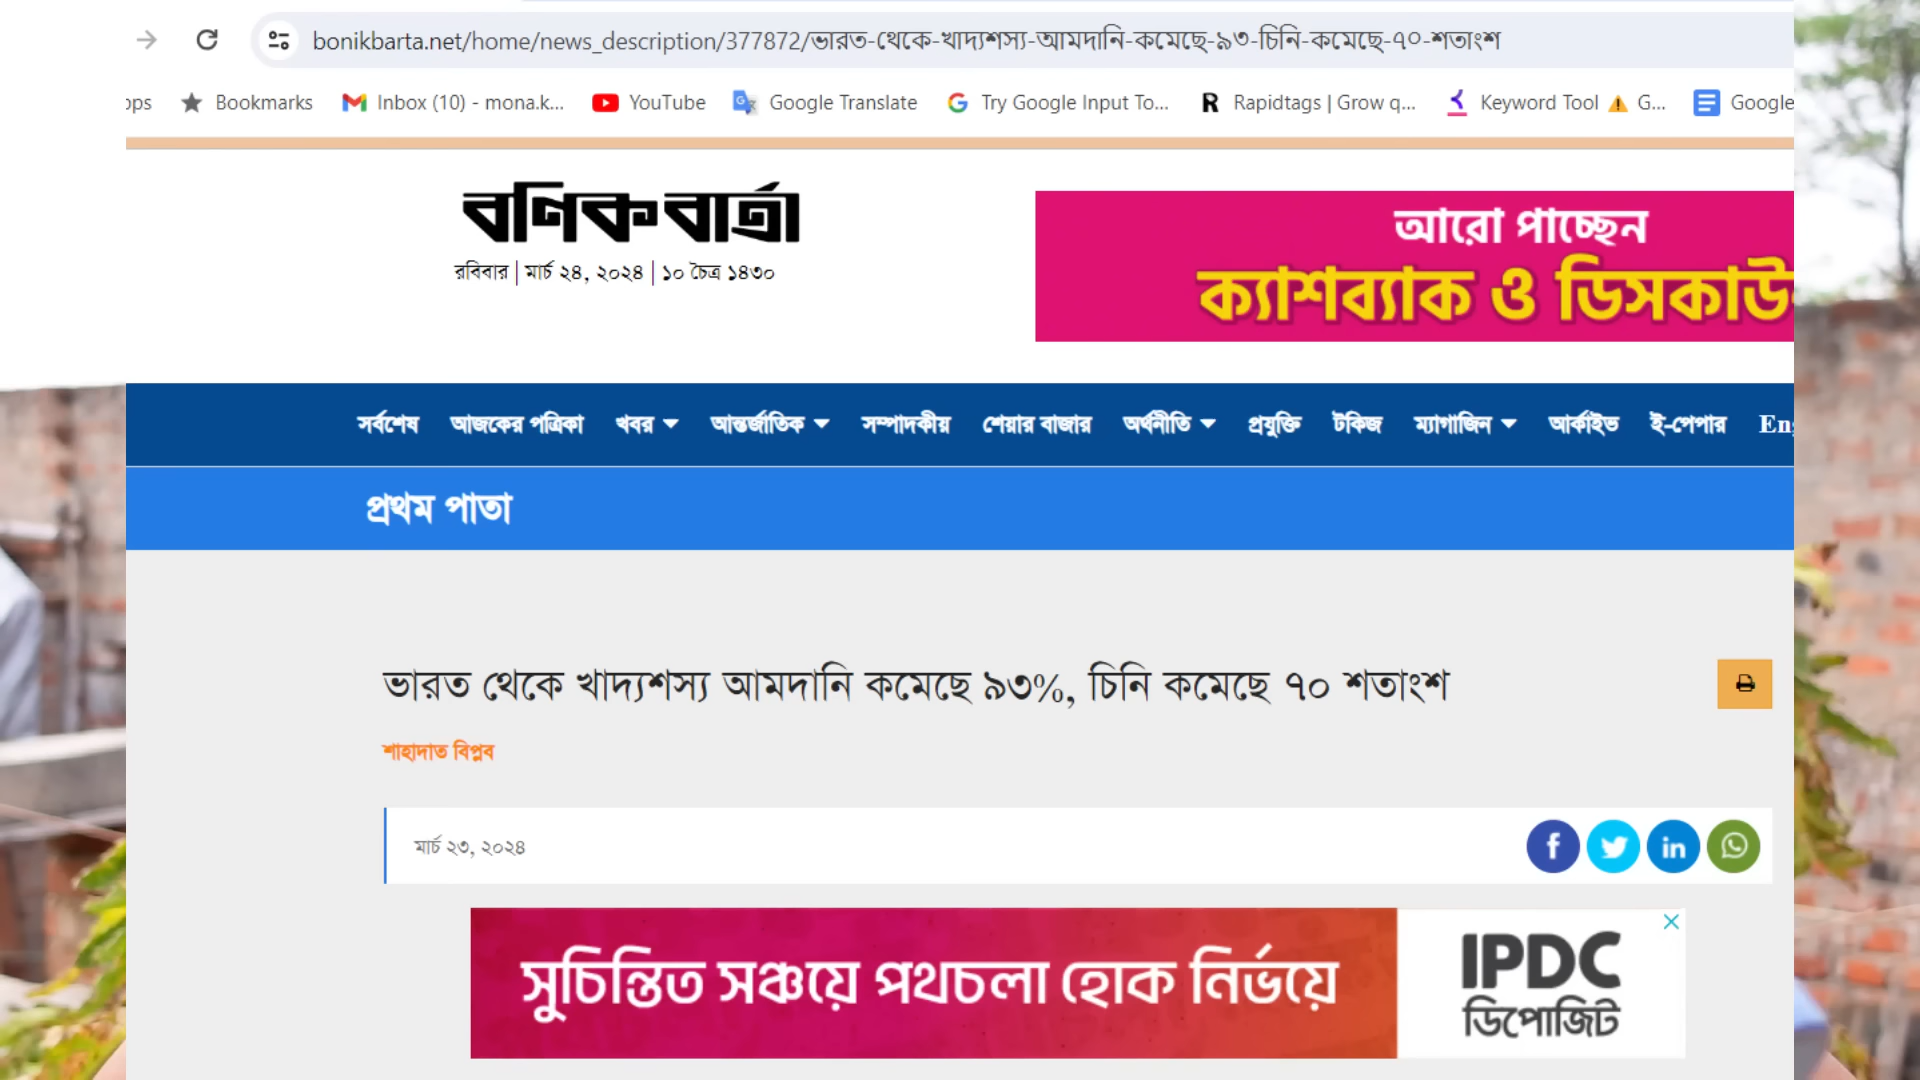 bonikbarta.net/home/news_description/377872/ভারত-থেকে-খাদ্যশস্য-আমদানি-কমেছে-৯৩-চিনি-কমেছে-৭০-শতাংশ
Bookmarks Inbox (10) - mona.k... YouTube Google Translate Try Google Input To... Rapidtags | Grow q... Keyword Tool G... Google
বণিক বার্তা
রবিবার | মার্চ ২৪, ২০২৪ | ১০ চৈত্র ১৪৩০
আরো পাচ্ছেন
ক্যাশব্যাক ও
সর্বশেষ আজকের পত্রিকা খবর আন্তর্জাতিক সম্পাদকীয় শেয়ার বাজার অর্থনীতি প্রযুক্তি টকিজ ম্যাগাজিন আর্কাইভ ই-পেপার
প্রথম পাতা
ভারত থেকে খাদ্যশস্য আমদানি কমেছে ৯৩%, চিনি কমেছে ৭০ শতাংশ
শাহাদাত বিপ্লব
মার্চ ২৩, ২০২৪
সুচিন্তিত সঞ্চয়ে পথচলা হোক নির্ভয়ে
IPDC
ডিপোজিট